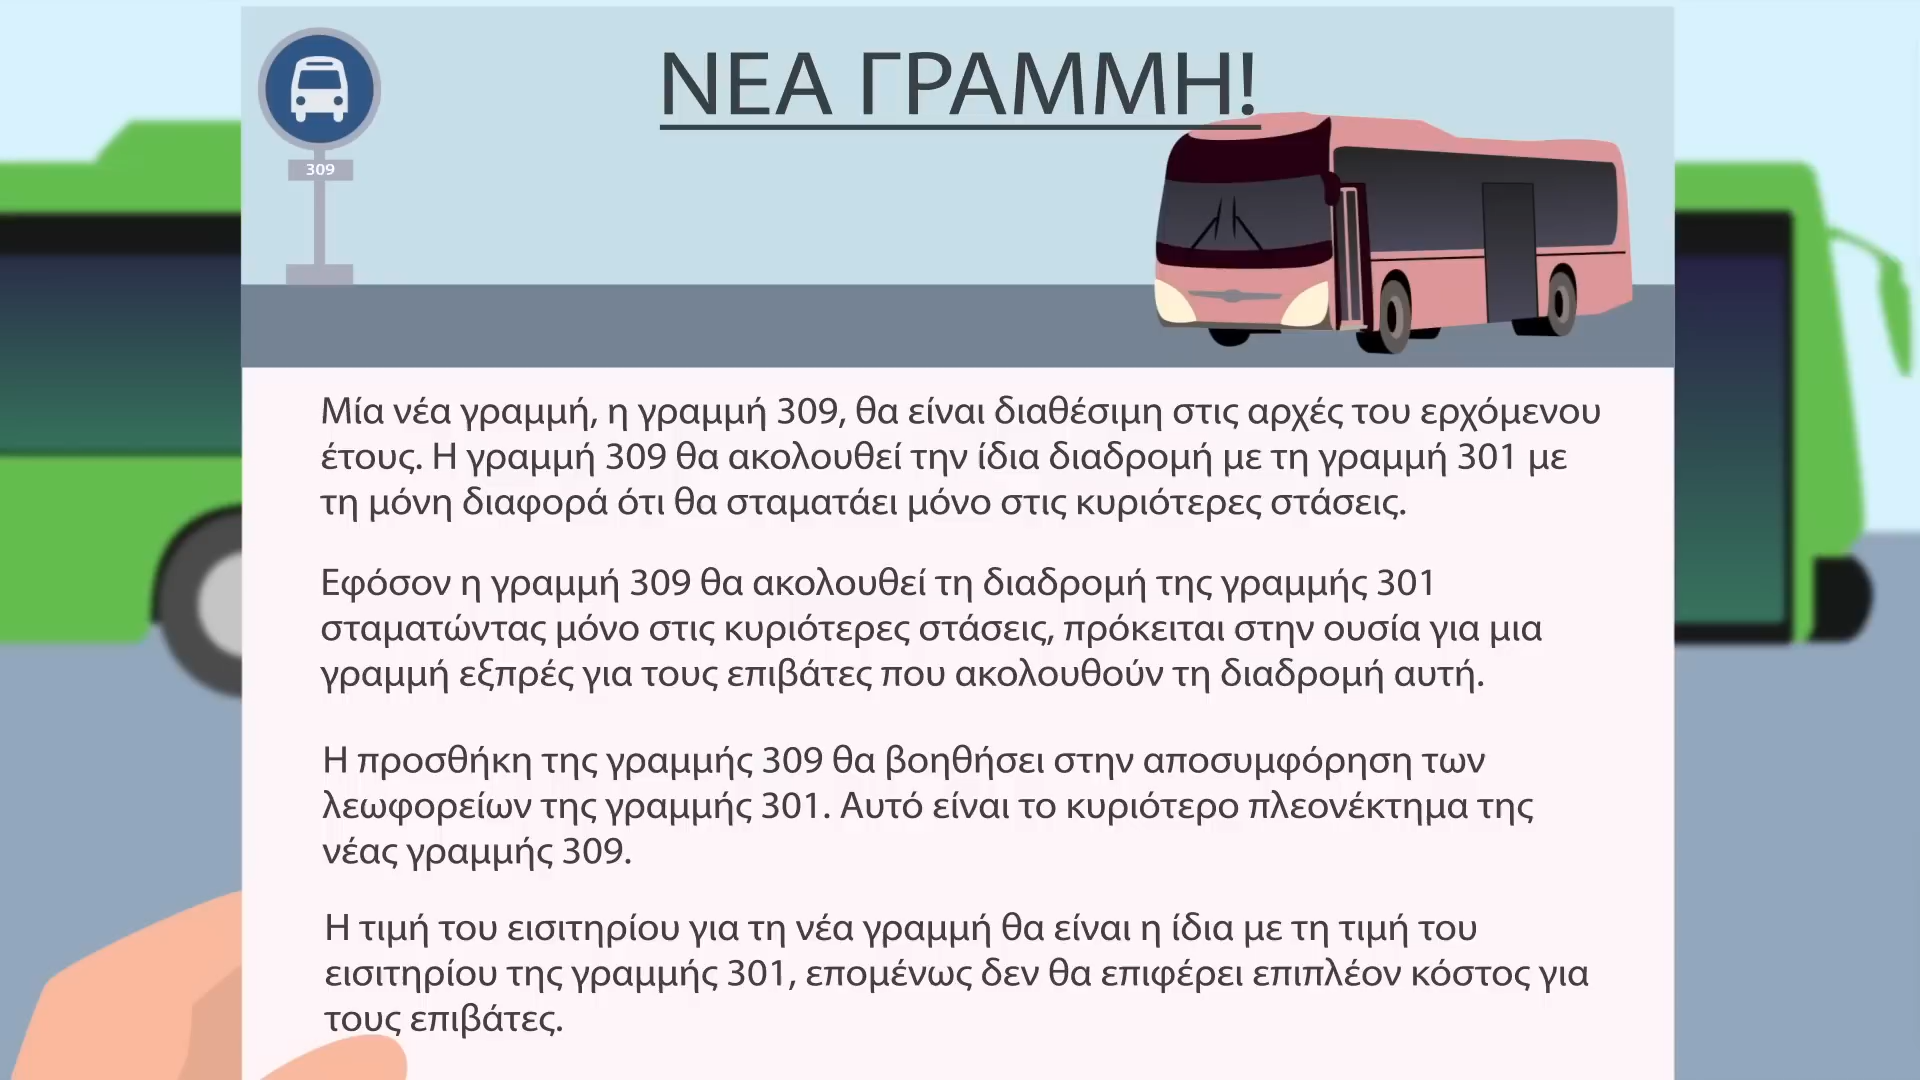 ΝΕΑ ΓΡΑΜΜΗ!
309
Μία νέα γραμμή, η γραμμή 309, θα είναι διαθέσιμη στις αρχές του ερχόμενου
έτους. Η γραμμή 309 θα ακολουθεί την ίδια διαδρομή με τη γραμμή 301 με
τη μόνη διαφορά ότι θα σταματάει μόνο στις κυριότερες στάσεις.
Εφόσον η γραμμή 309 θα ακολουθεί τη διαδρομή της γραμμής 301
σταματώντας μόνο στις κυριότερες στάσεις, πρόκειται στην ουσία για μια
γραμμή εξπρές για τους επιβάτες που ακολουθούν τη διαδρομή αυτή.
Η προσθήκη της γραμμής 309 θα βοηθήσει στην αποσυμφόρηση των
λεωφορείων της γραμμής 301. Αυτό είναι το κυριότερο πλεονέκτημα της
νέας γραμμής 309.
Η τιμή του εισιτηρίου για τη νέα γραμμή θα είναι η ίδια με τη τιμή του
εισιτηρίου της γραμμής 301, επομένως δεν θα επιφέρει επιπλέον κόστος για
τους επιβάτες.